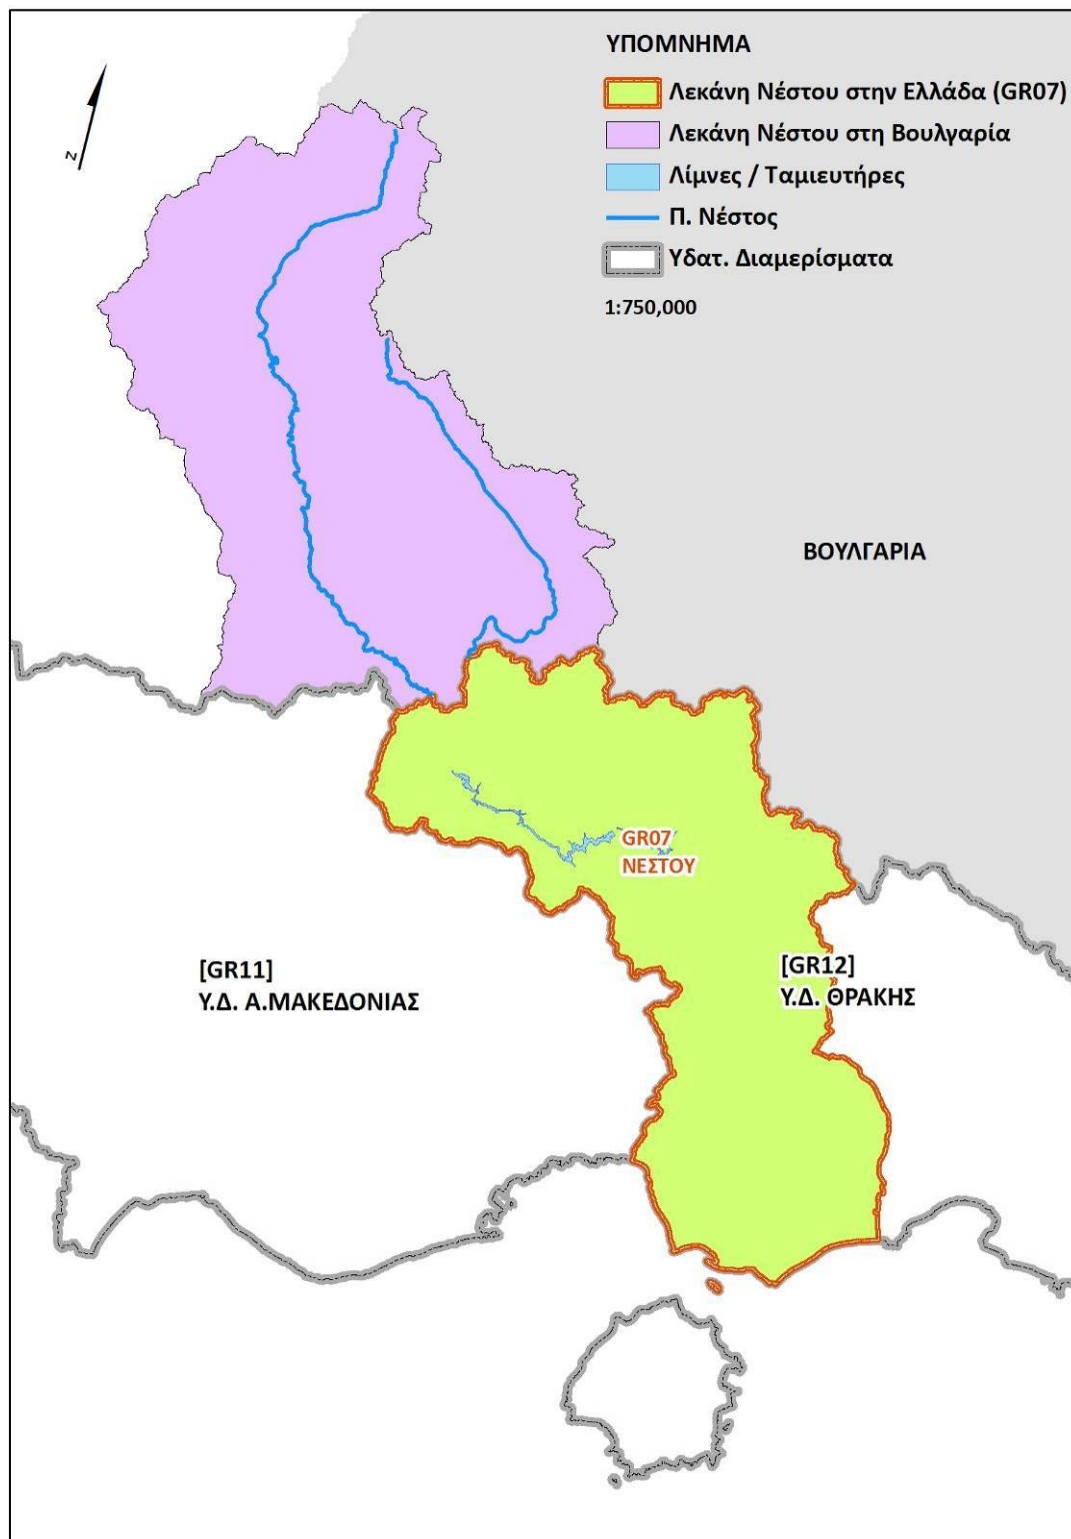 ΥΠΟΜΝΗΜΑ
Λεκάνη Νέστου στην Ελλάδα (GR07)
Λεκάνη Νέστου στη Βουλγαρία
Λίμνες / Ταμιευτήρες
Π. Νέστος
Υδατ. Διαμερίσματα
1:750,000
N
ΒΟΥΛΓΑΡΙΑ
GR07
ΝΕΣΤΟΥ
[GR11]
Υ.Δ. Α.ΜΑΚΕΔΟΝΙΑΣ
[GR12]
Υ.Δ. ΘΡΑΚΗΣ